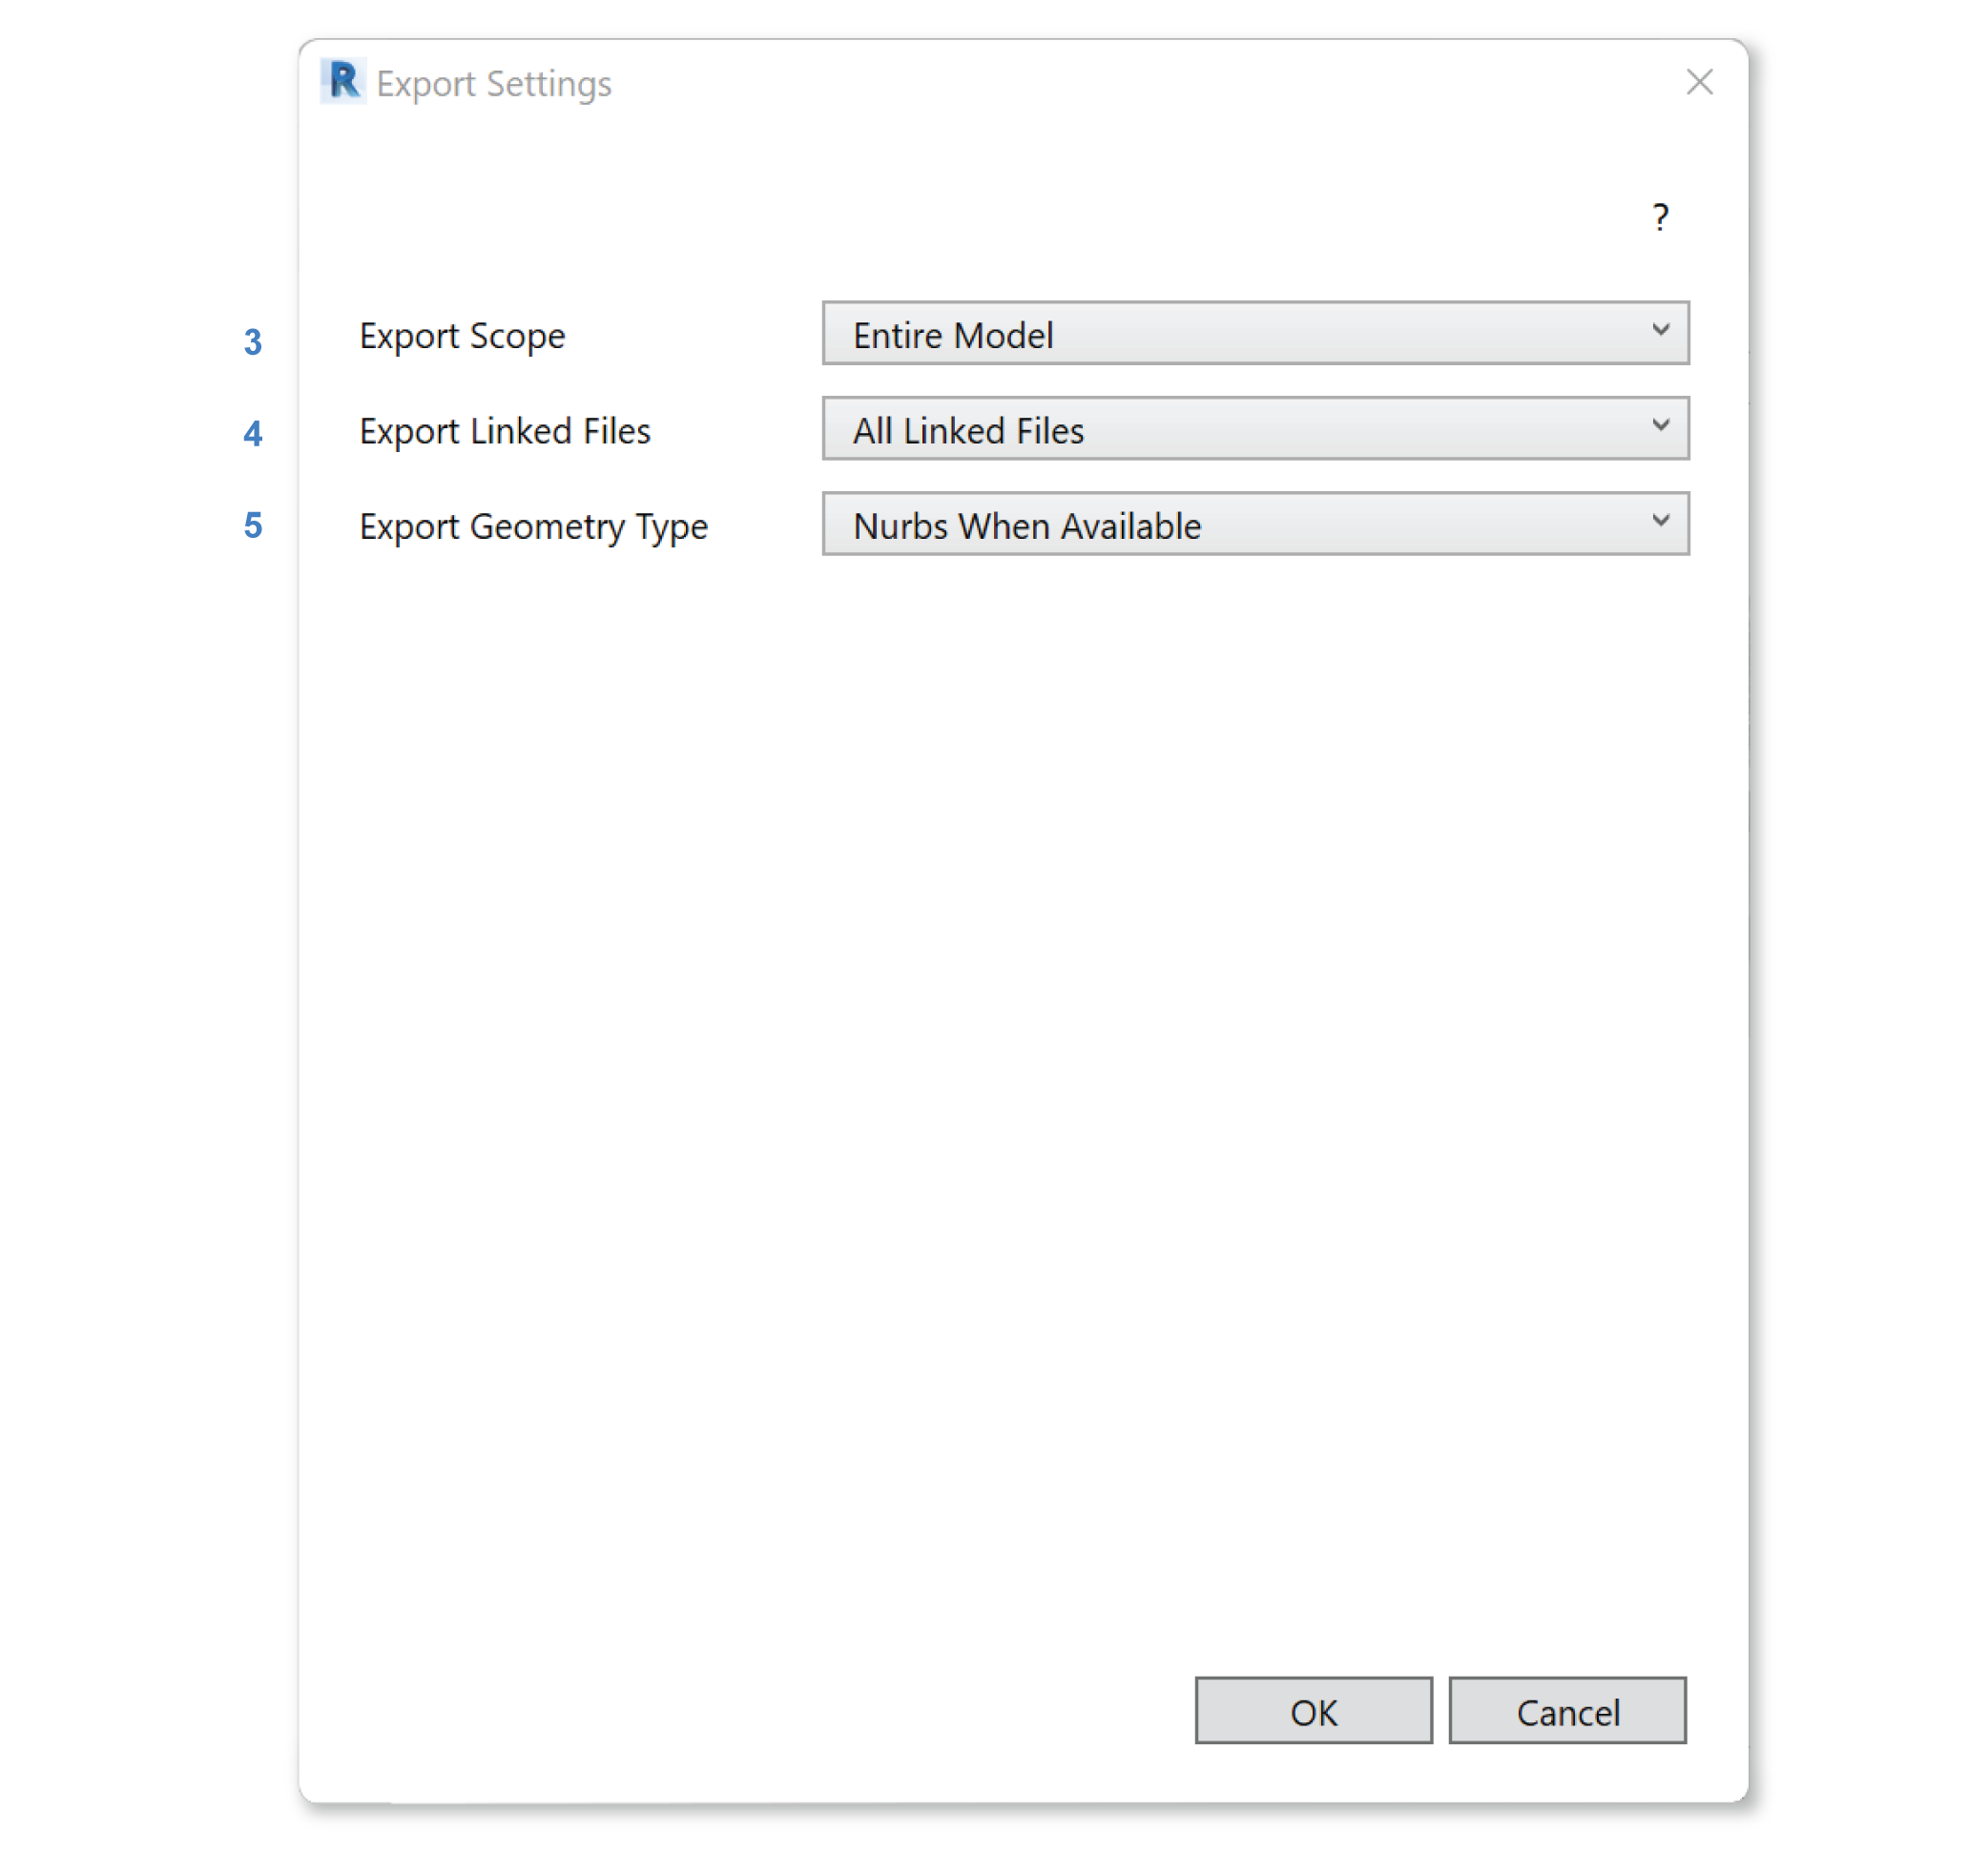 R Export Settings
?
3 Export Scope Entire Model
4 Export Linked Files All Linked Files
5 Export Geometry Type Nurbs When Available
OK Cancel